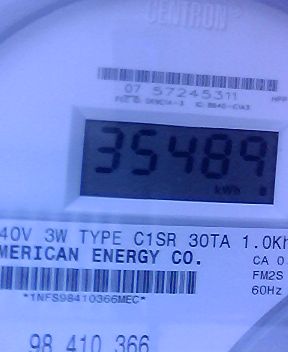 CENTRON
07 57245311
35489
kWh
40V 3W TYPE C1SR 30TA 1.0Kh
MERICAN ENERGY CO.
CA 0
FM2S
60Hz
*1NFS98410366MEC*
98 410 366